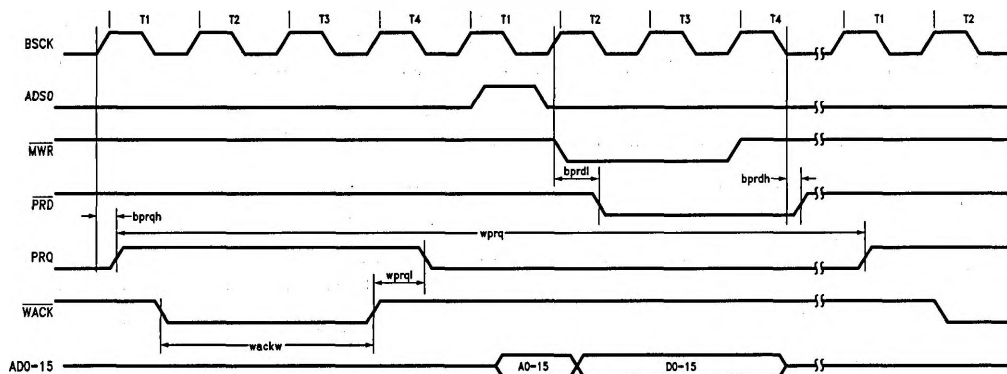 T1 T2 T3 T4 T1 T2 T3 T4 T1 T2
BSCK
ADS0
MWR
bprdl bprdh
PRD
bprqh
wprq
PRQ
wprql
WACK
wackw
AD0-15 A0-15 D0-15